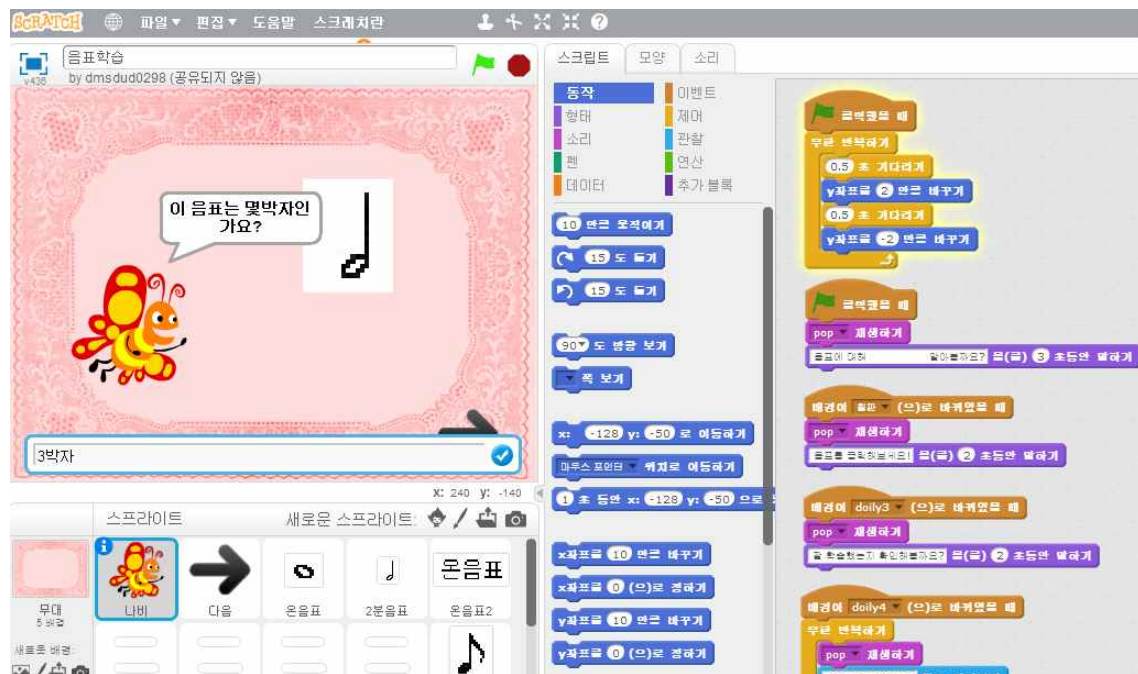 SCRATCH 파일▼ 편집▼ 도움말 스크래치란
v438
음표학습
by dmsdud0298 (공유되지 않음)
이 음표는 몇박자인
가요?
3박자
X: 240 y: -140
스프라이트 새로운 스프라이트:
무대
5 배경
새로운 배경:
나비
다음
온음표
2분음표
온음표
온음표2
스크립트 모양 소리
동작 이벤트
형태 제어
소리 관찰
펜 연산
데이터 추가 블록
10 만큼 움직이기
15 도 돌기
15 도 돌기
90▼ 도 방향 보기
쪽 보기
x: -128 y: -50 로 이동하기
마우스 포인터 위치로 이동하기
1 초 동안 x: -128 y: -50 으로
x좌표를 10 만큼 바꾸기
x좌표를 0 (으)로 정하기
y좌표를 10 만큼 바꾸기
y좌표를 0 (으)로 정하기
클릭했을 때
무한 반복하기
0.5 초 기다리기
y좌표를 2 만큼 바꾸기
0.5 초 기다리기
y좌표를 -2 만큼 바꾸기
클릭했을 때
pop 재생하기
음표에 대해 알아볼까요? 을(를) 3 초동안 말하기
배경이 칠판 (으)로 바뀌었을 때
pop 재생하기
음표를 클릭해보세요! 을(를) 2 초동안 말하기
배경이 doily3 (으)로 바뀌었을 때
pop 재생하기
잘 학습했는지 확인해볼까요? 을(를) 2 초동안 말하기
배경이 doily4 (으)로 바뀌었을 때
무한 반복하기
pop 재생하기